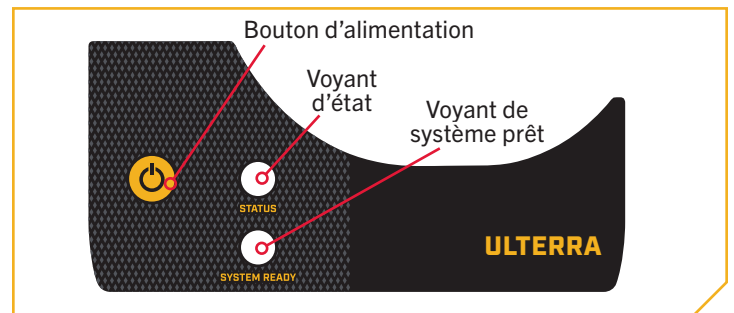 Bouton d’alimentation
Voyant
d’état
Voyant de
système prêt
STATUS
ULTERRA
SYSTEM READY